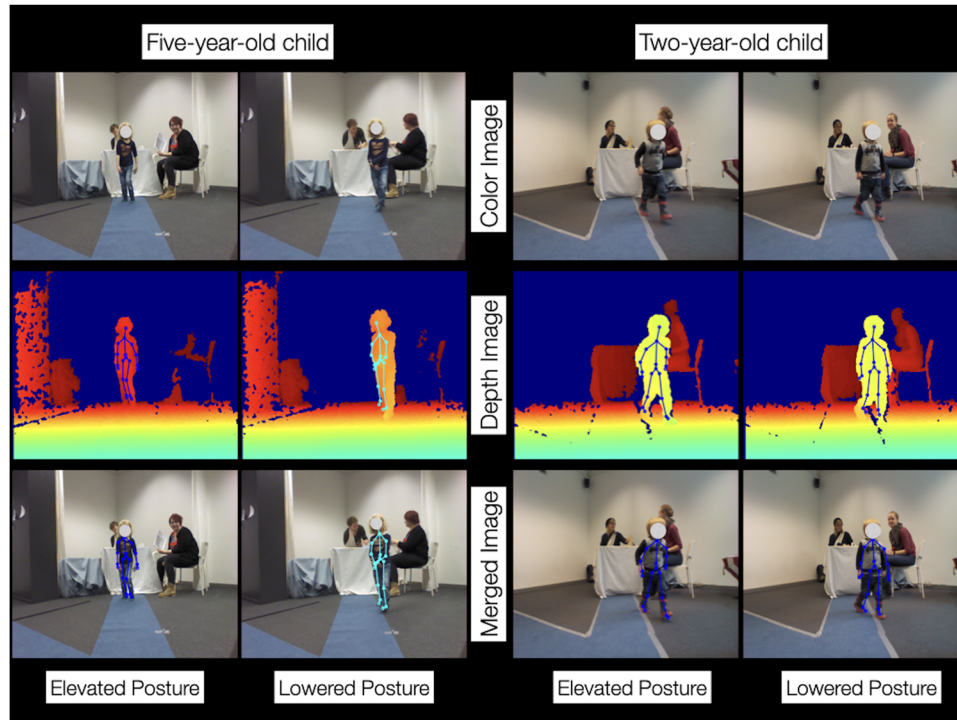 Five-year-old child
Two-year-old child
Color Image
Depth Image
Merged Image
Elevated Posture
Lowered Posture
Elevated Posture
Lowered Posture